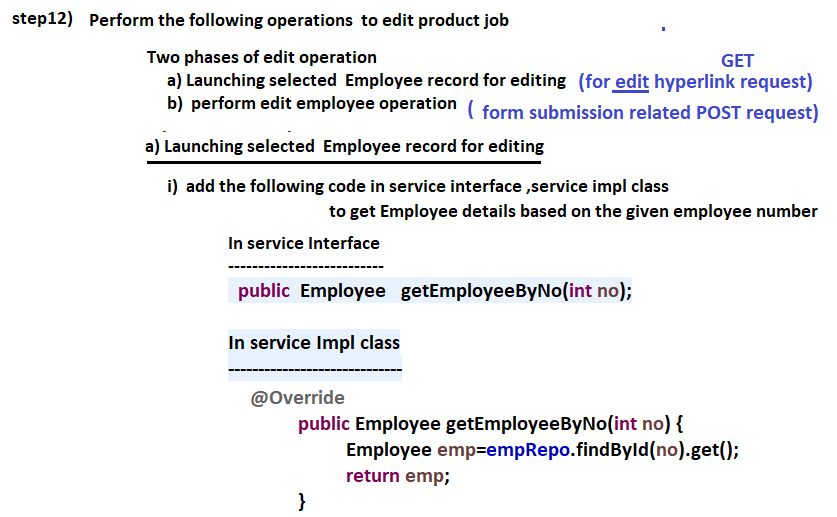 step12) Perform the following operations to edit product job
Two phases of edit operation
GET
a) Launching selected Employee record for editing (for edit hyperlink request)
b) perform edit employee operation ( form submission related POST request)
a) Launching selected Employee record for editing
i) add the following code in service interface ,service impl class
to get Employee details based on the given employee number
In service Interface
--------------------------
public Employee getEmployeeByNo(int no);
In service Impl class
-----------------------------
@Override
public Employee getEmployeeByNo(int no) {
Employee emp=empRepo.findById(no).get();
return emp;
}